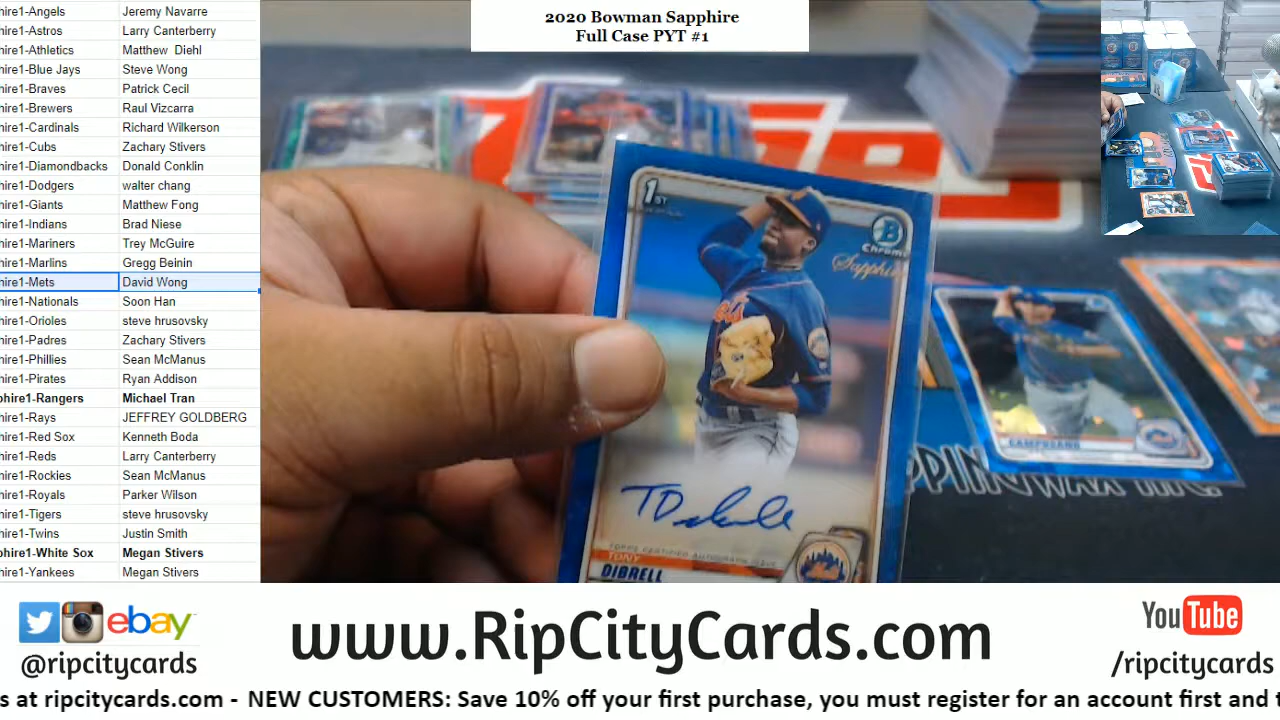 2020 Bowman Sapphire
Full Case PYT #1
hire1-Angels Jeremy Navarre
hire1-Astros Larry Canterberry
hire1-Athletics Matthew Diehl
hire1-Blue Jays Steve Wong
hire1-Braves Patrick Cecil
hire1-Brewers Raul Vizcarra
hire1-Cardinals Richard Wilkerson
hire1-Cubs Zachary Stivers
hire1-Diamondbacks Donald Conklin
hire1-Dodgers walter chang
hire1-Giants Matthew Fong
hire1-Indians Brad Niese
hire1-Mariners Trey McGuire
hire1-Marlins Gregg Beinin
hire1-Mets David Wong
hire1-Nationals Soon Han
hire1-Orioles steve hrusovsky
hire1-Padres Zachary Stivers
hire1-Phillies Sean McManus
hire1-Pirates Ryan Addison
phire1-Rangers Michael Tran
hire1-Rays JEFFREY GOLDBERG
hire1-Red Sox Kenneth Boda
hire1-Reds Larry Canterberry
hire1-Rockies Sean McManus
hire1-Royals Parker Wilson
hire1-Tigers steve hrusovsky
hire1-Twins Justin Smith
phire1-White Sox Megan Stivers
hire1-Yankees Megan Stivers
1ST
B
Chrome
Sapphire
TOPPS CERTIFIED AUTOGRAPH ISSUE
TONY
DIBRELL
CAMPUSANO
ebay
@ripcitycards
www.RipCityCards.com
YouTube
/ripcitycards
s at ripcitycards.com - NEW CUSTOMERS: Save 10% off your first purchase, you must register for an account first and t